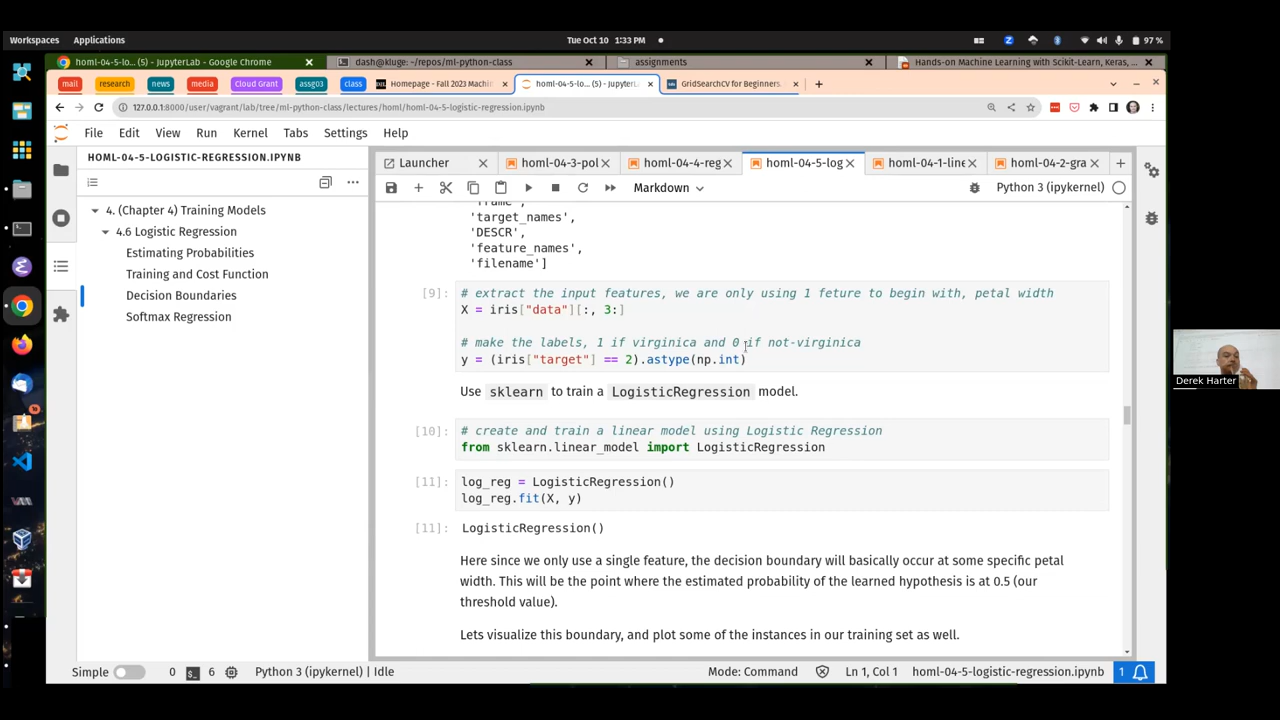 Workspaces Applications Tue Oct 10 1:33 PM 97 %
homl-04-5-lo... (5) - JupyterLab - Google Chrome dash@kluge: ~/repos/ml-python-class assignments Hands-on Machine Learning with Scikit-Learn, Keras, ...
mail research news media Cloud Grant assg03 class Homepage - Fall 2023 Machin homl-04-5-lo... (5) - JupyterL GridSearchCV for Beginners.
127.0.0.1:8000/user/vagrant/lab/tree/ml-python-class/lectures/homl/homl-04-5-logistic-regression.ipynb
File Edit View Run Kernel Tabs Settings Help
HOML-04-5-LOGISTIC-REGRESSION.IPYNB
Launcher homl-04-3-pol homl-04-4-reg homl-04-5-log homl-04-1-line homl-04-2-gra
Markdown Python 3 (ipykernel)
4. (Chapter 4) Training Models
4.6 Logistic Regression
Estimating Probabilities
Training and Cost Function
Decision Boundaries
Softmax Regression
'frame',
'target_names',
'DESCR',
'feature_names',
'filename']
[9]: # extract the input features, we are only using 1 feture to begin with, petal width
X = iris["data"][:, 3:]
# make the labels, 1 if virginica and 0 if not-virginica
y = (iris["target"] == 2).astype(np.int)
Use sklearn to train a LogisticRegression model.
[10]: # create and train a linear model using Logistic Regression
from sklearn.linear_model import LogisticRegression
[11]: log_reg = LogisticRegression()
log_reg.fit(X, y)
[11]: LogisticRegression()
Here since we only use a single feature, the decision boundary will basically occur at some specific petal
width. This will be the point where the estimated probability of the learned hypothesis is at 0.5 (our
threshold value).
Lets visualize this boundary, and plot some of the instances in our training set as well.
Simple 0 6 Python 3 (ipykernel) | Idle Mode: Command Ln 1, Col 1 homl-04-5-logistic-regression.ipynb 1
Derek Harter